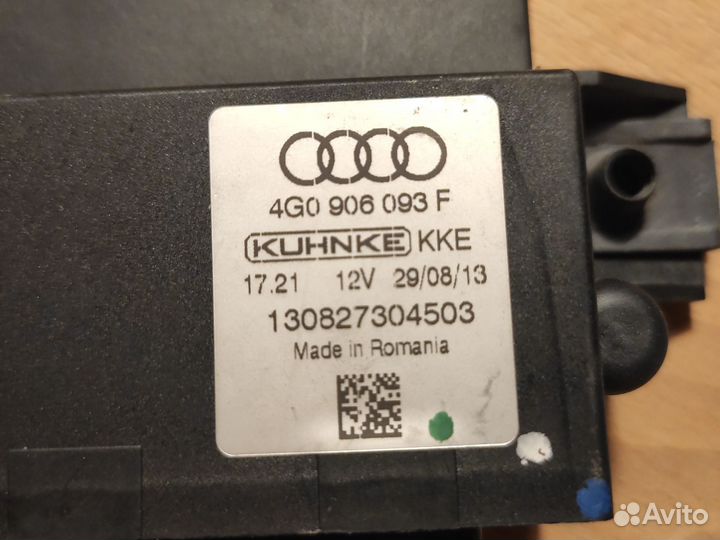 4G0 906 093 F
KUHNKE KKE
17.21 12V 29/08/13
130827304503
Made in Romania
Avito